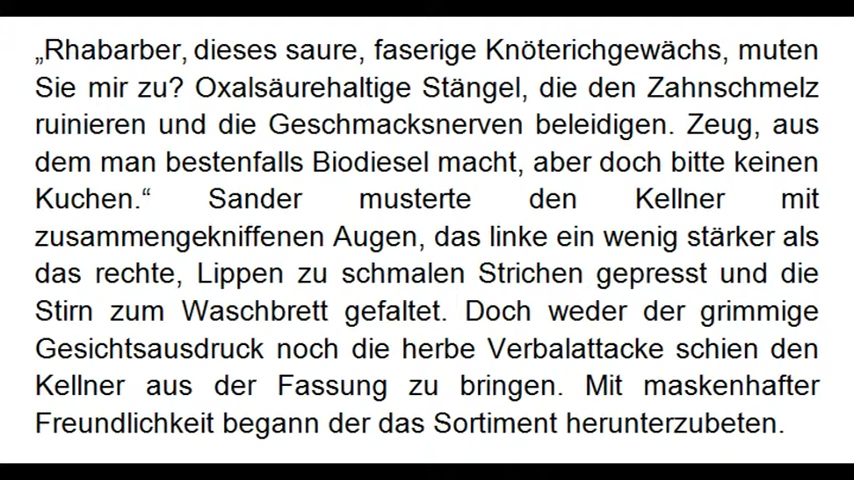 „Rhabarber, dieses saure, faserige Knöterichgewächs, muten
Sie mir zu? Oxalsäurehaltige Stängel, die den Zahnschmelz
ruinieren und die Geschmacksnerven beleidigen. Zeug, aus
dem man bestenfalls Biodiesel macht, aber doch bitte keinen
Kuchen.“ Sander musterte den Kellner mit
zusammengekniffenen Augen, das linke ein wenig stärker als
das rechte, Lippen zu schmalen Strichen gepresst und die
Stirn zum Waschbrett gefaltet. Doch weder der grimmige
Gesichtsausdruck noch die herbe Verbalattacke schien den
Kellner aus der Fassung zu bringen. Mit maskenhafter
Freundlichkeit begann der das Sortiment herunterzubeten.